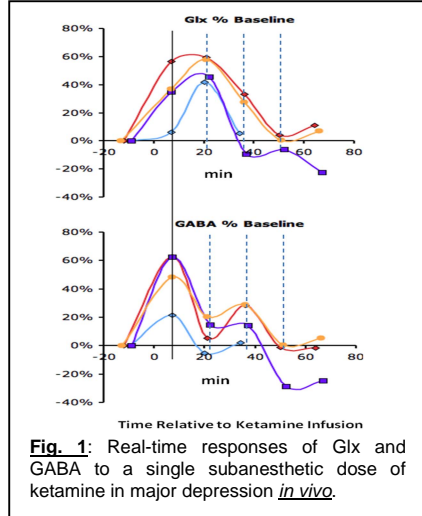 Glx % Baseline
80%
60%
40%
20%
0%
-20%
-40%
-20 0 20 40 60 80
min
GABA % Baseline
80%
60%
40%
20%
0%
-20%
-40%
-20 0 20 40 60 80
min
Time Relative to Ketamine Infusion
Fig. 1: Real-time responses of Glx and
GABA to a single subanesthetic dose of
ketamine in major depression in vivo.